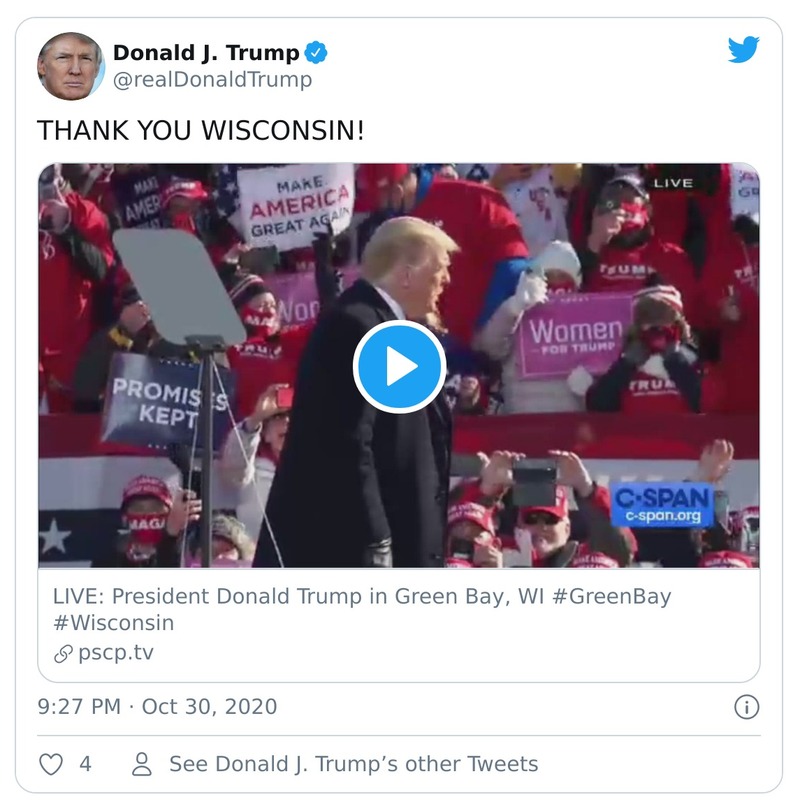 Donald J. Trump
@realDonaldTrump
THANK YOU WISCONSIN!
LIVE
MAKE
AMERICA
GREAT AGAIN
Women
FOR TRUMP
PROMISES
KEPT
MAGA
C-SPAN
c-span.org
LIVE: President Donald Trump in Green Bay, WI #GreenBay
#Wisconsin
pscp.tv
9:27 PM · Oct 30, 2020
4
See Donald J. Trump’s other Tweets